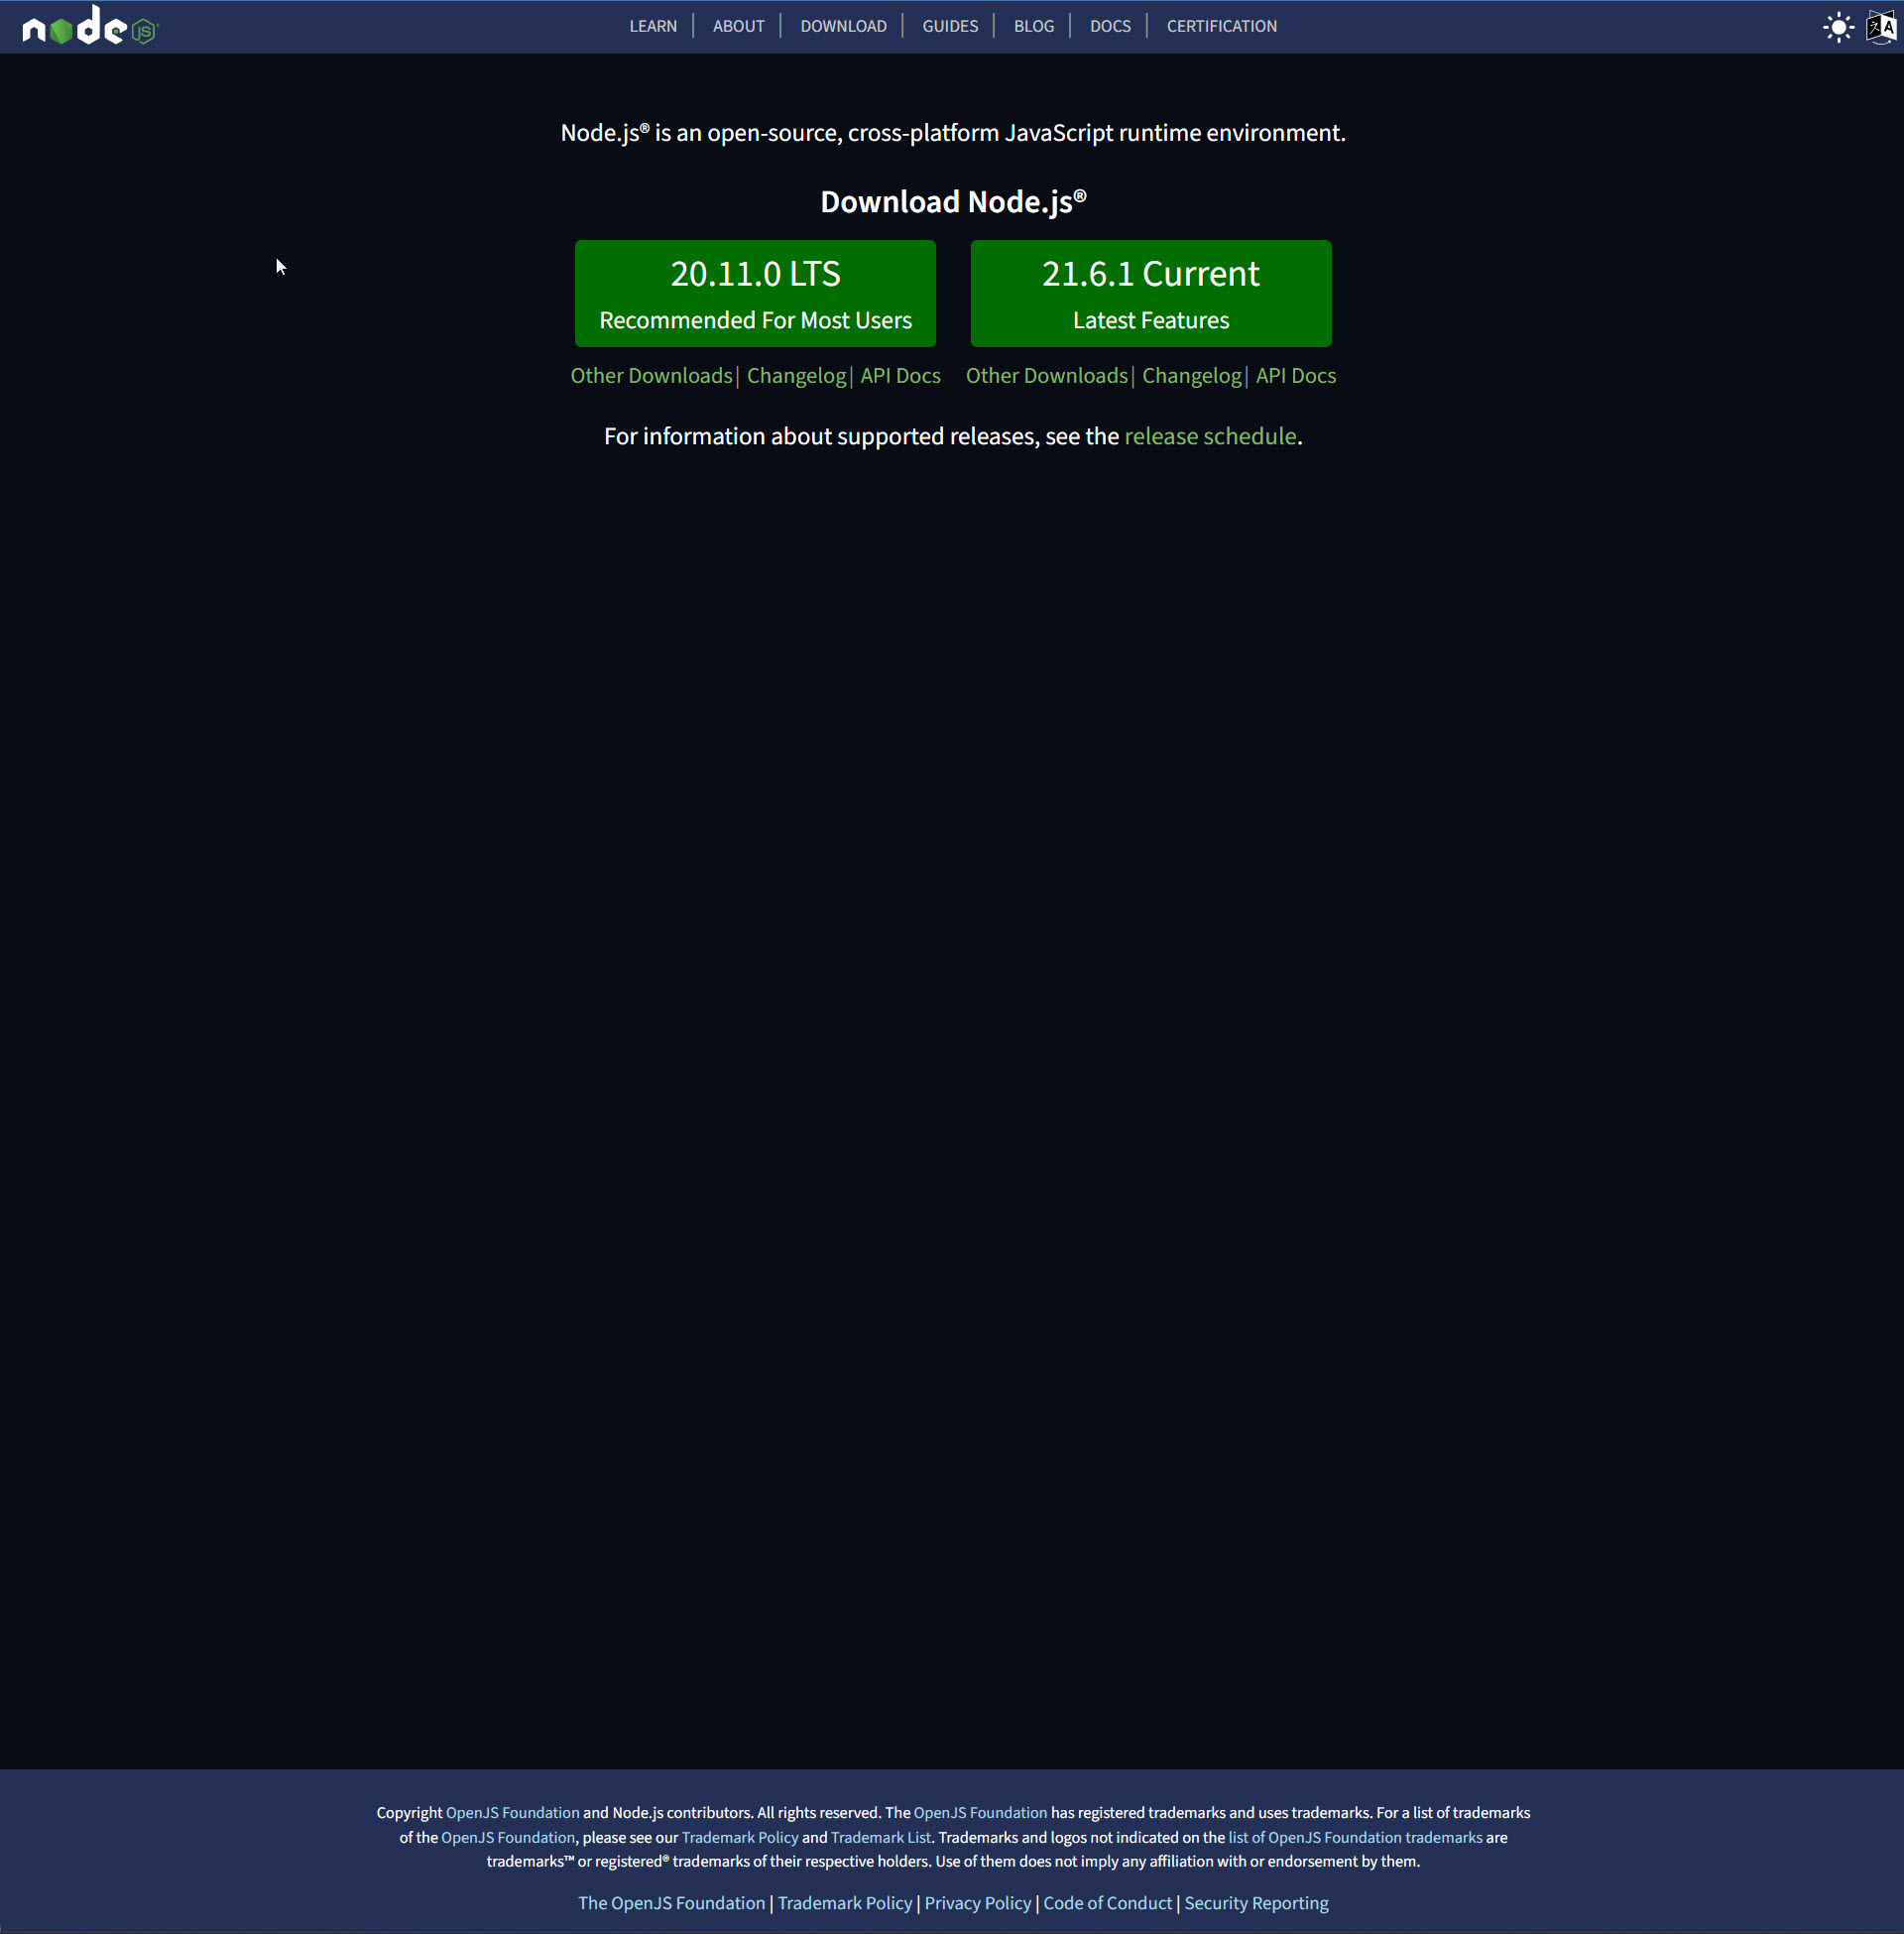 node JS
LEARN | ABOUT | DOWNLOAD | GUIDES | BLOG | DOCS | CERTIFICATION
Node.js® is an open-source, cross-platform JavaScript runtime environment.
Download Node.js®
20.11.0 LTS
Recommended For Most Users
Other Downloads | Changelog | API Docs
21.6.1 Current
Latest Features
Other Downloads | Changelog | API Docs
For information about supported releases, see the release schedule.
Copyright OpenJS Foundation and Node.js contributors. All rights reserved. The OpenJS Foundation has registered trademarks and uses trademarks. For a list of trademarks
of the OpenJS Foundation, please see our Trademark Policy and Trademark List. Trademarks and logos not indicated on the list of OpenJS Foundation trademarks are
trademarks™ or registered® trademarks of their respective holders. Use of them does not imply any affiliation with or endorsement by them.
The OpenJS Foundation | Trademark Policy | Privacy Policy | Code of Conduct | Security Reporting